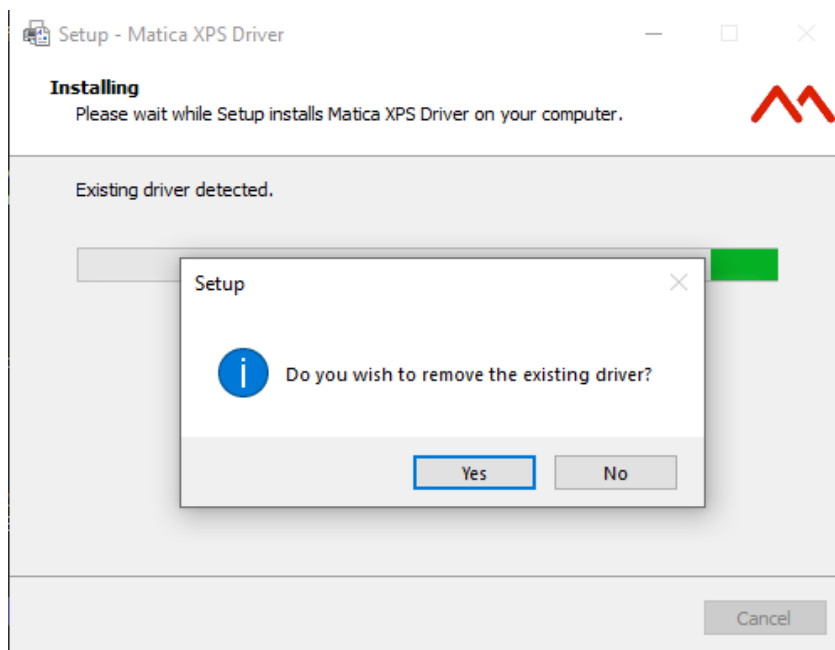 Setup - Matica XPS Driver
Installing
Please wait while Setup installs Matica XPS Driver on your computer.
Existing driver detected.
Setup
Do you wish to remove the existing driver?
Yes
No
Cancel